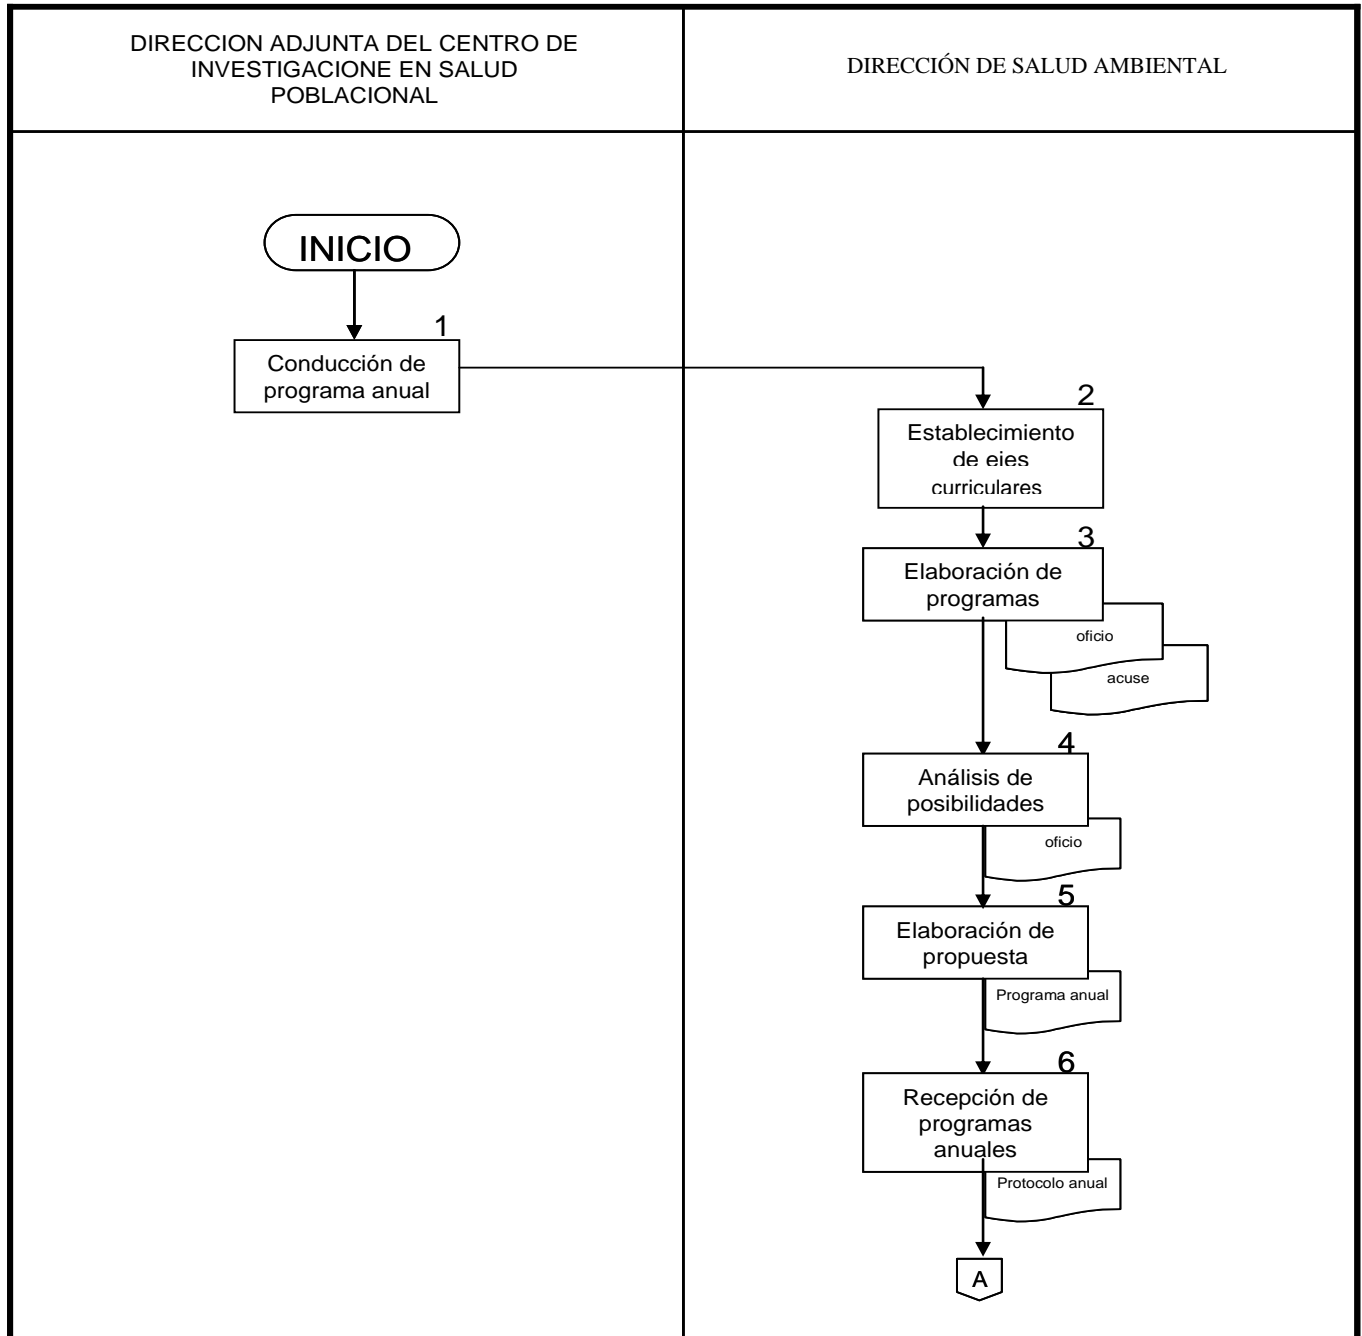 DIRECCION ADJUNTA DEL CENTRO DE
INVESTIGACIONE EN SALUD
POBLACIONAL
DIRECCIÓN DE SALUD AMBIENTAL
INICIO
1
Conducción de
programa anual
2
Establecimiento
de ejes
curriculares
3
Elaboración de
programas
oficio
acuse
4
Análisis de
posibilidades
oficio
5
Elaboración de
propuesta
Programa anual
6
Recepción de
programas
anuales
Protocolo anual
A